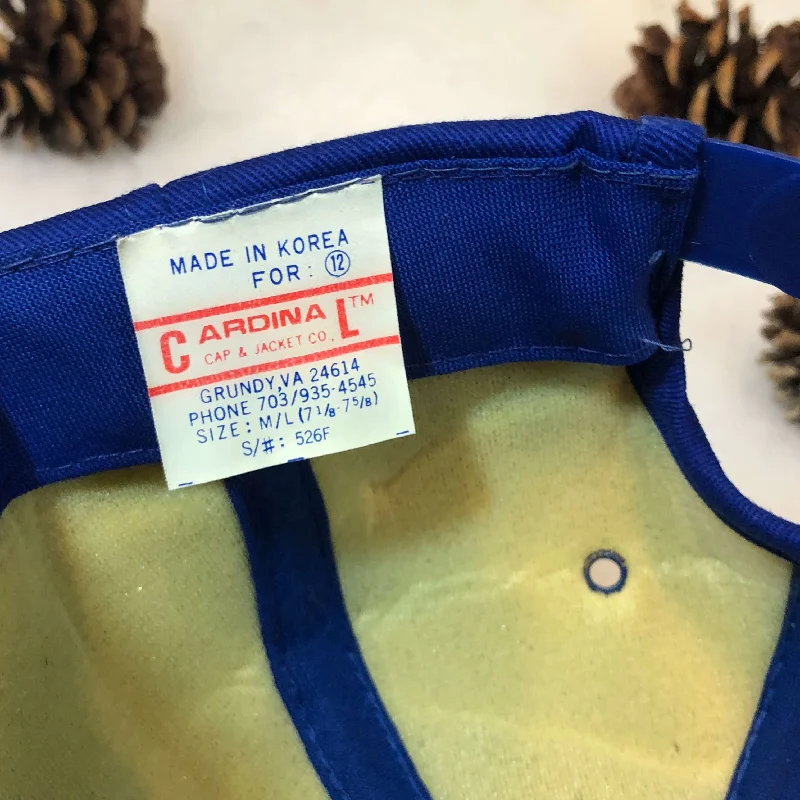 MADE IN KOREA
FOR: ⑫
CARDINAL™
CAP & JACKET CO.
GRUNDY, VA 24614
PHONE 703/935-4545
SIZE: M/L (7 1/8-7 5/8)
S/#: 526F